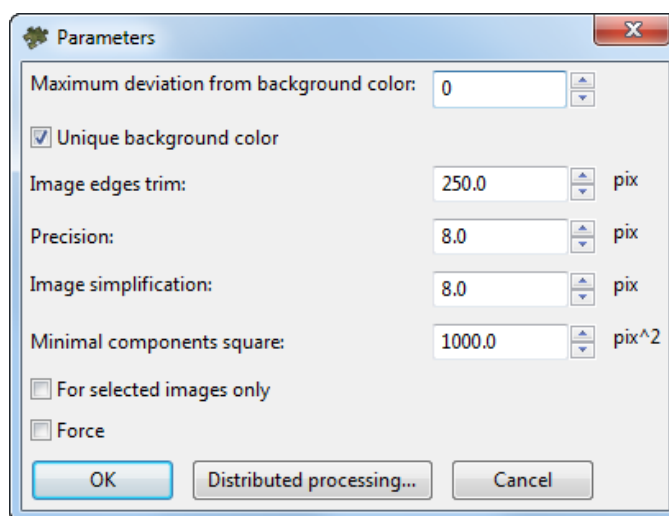 Parameters
Maximum deviation from background color: 0
Unique background color
Image edges trim: 250.0 pix
Precision: 8.0 pix
Image simplification: 8.0 pix
Minimal components square: 1000.0 pix^2
For selected images only
Force
OK Distributed processing... Cancel